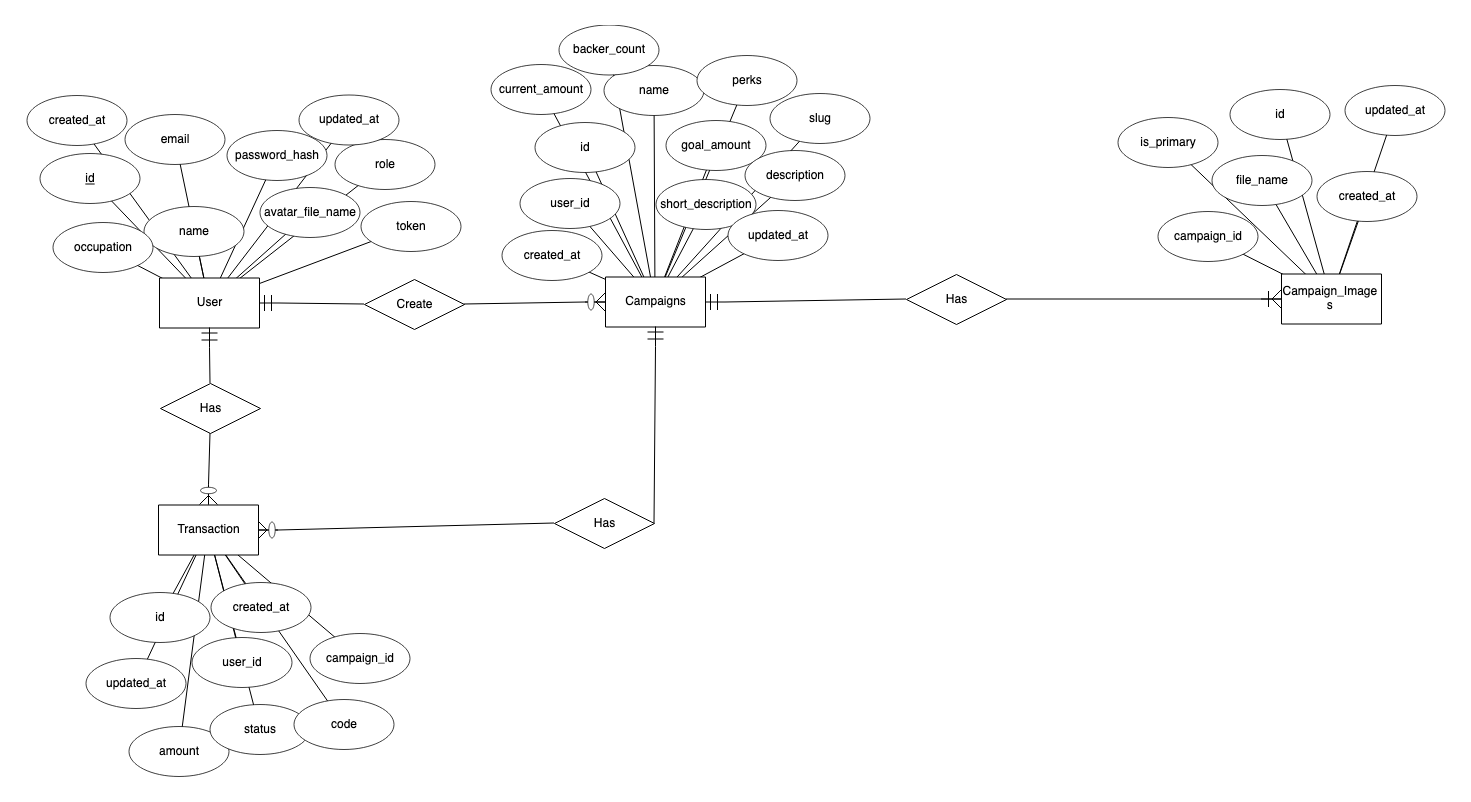 backer_count
current_amount
name
perks
created_at
email
updated_at
slug
is_primary
id
updated_at
id
password_hash
role
id
goal_amount
description
file_name
created_at
occupation
name
avatar_file_name
token
user_id
short_description
updated_at
campaign_id
created_at
User
Create
Campaigns
Has
Campaign_Image
s
Has
Transaction
Has
id
created_at
updated_at
user_id
campaign_id
amount
status
code